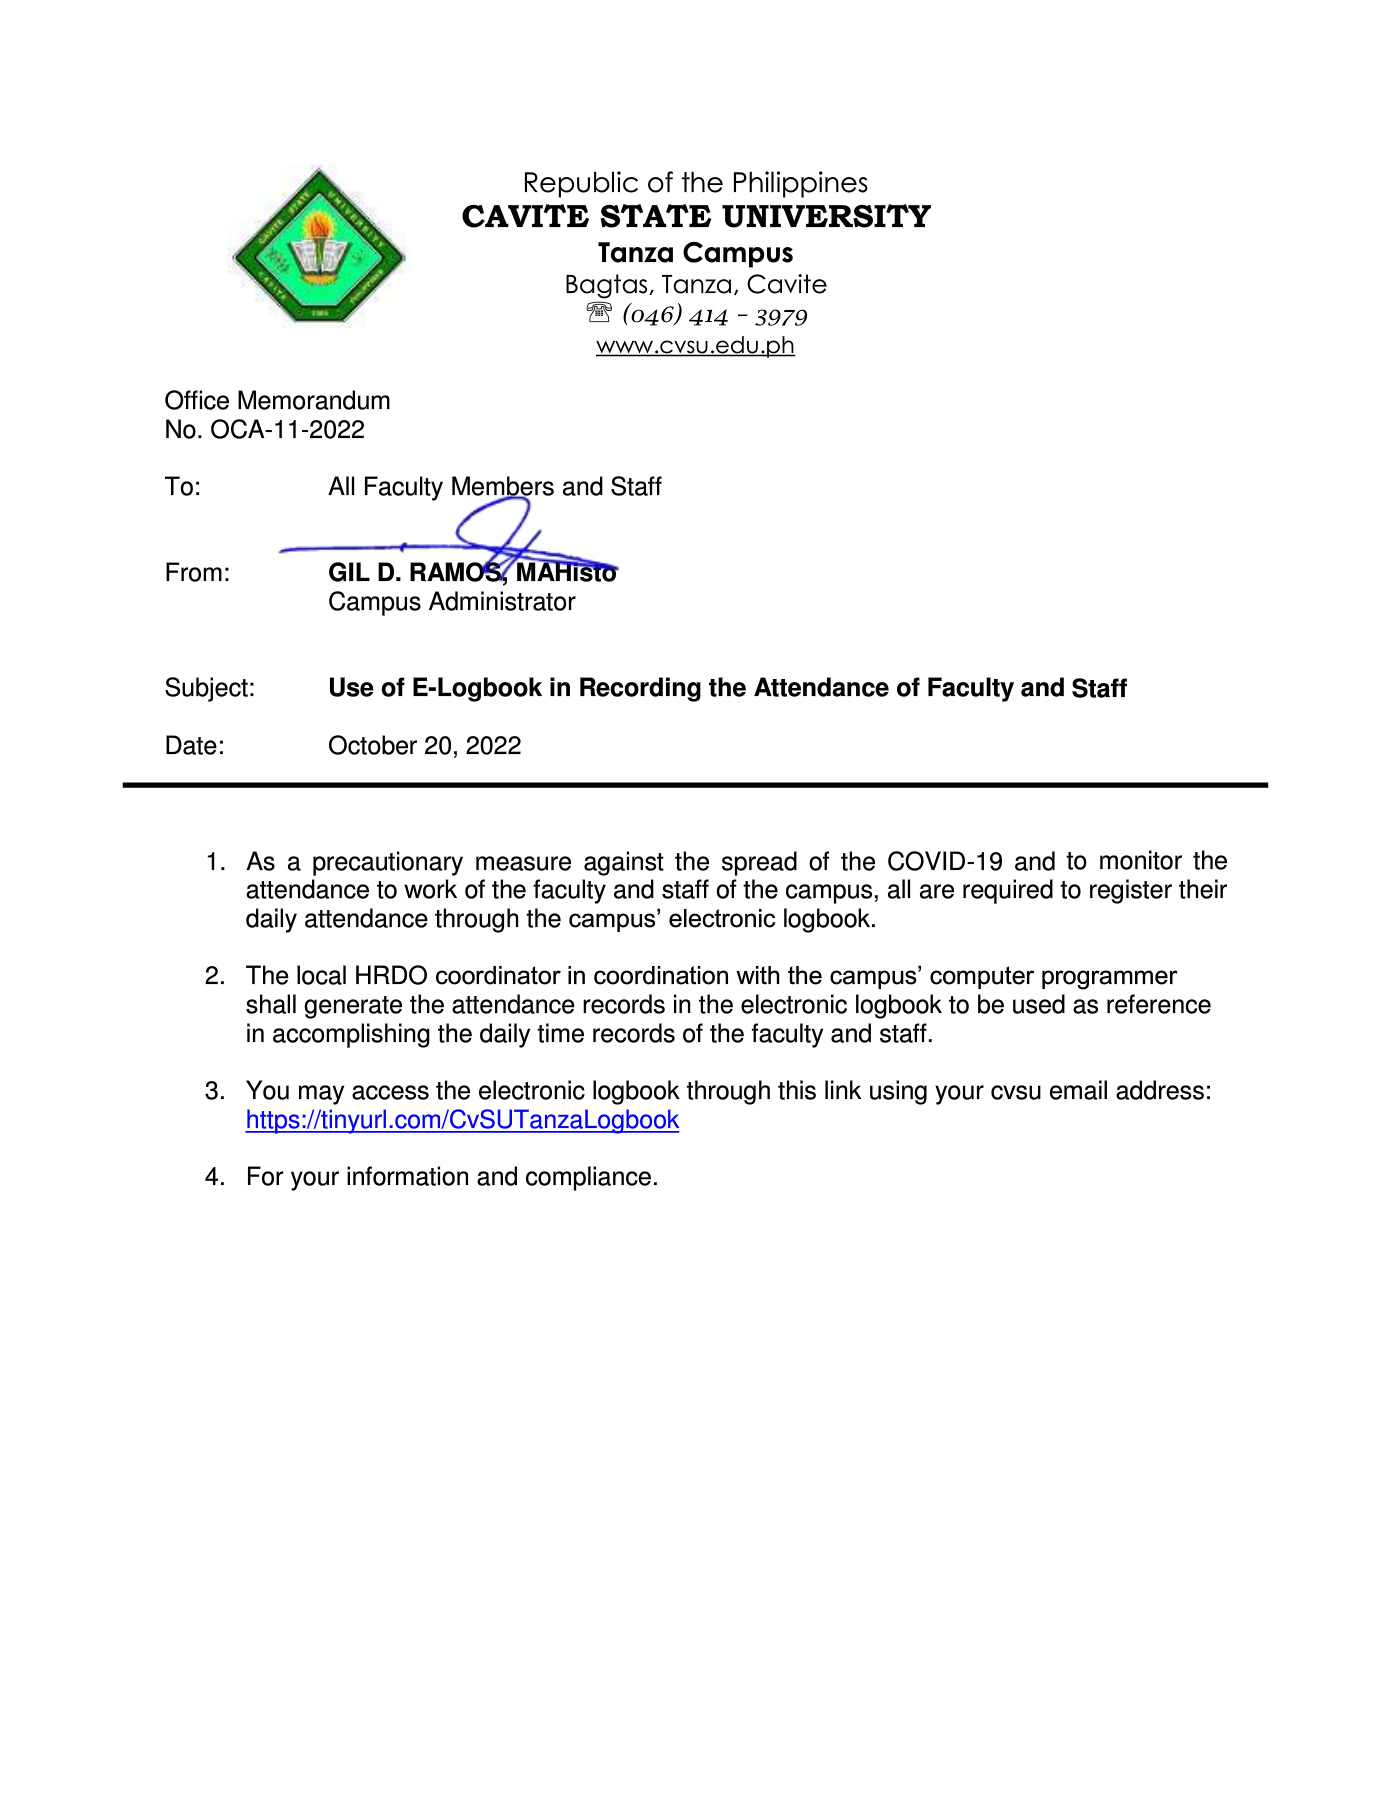 CAVITE STATE UNIVERSITY
CAVITE
PHILIPPINES
Republic of the Philippines
CAVITE STATE UNIVERSITY
Tanza Campus
Bagtas, Tanza, Cavite
☏ (046) 414 – 3979
www.cvsu.edu.ph
Office Memorandum
No. OCA-11-2022
To: All Faculty Members and Staff
From: GIL D. RAMOS, MAHisto
Campus Administrator
Subject: Use of E-Logbook in Recording the Attendance of Faculty and Staff
Date: October 20, 2022
1. As a precautionary measure against the spread of the COVID-19 and to monitor the
attendance to work of the faculty and staff of the campus, all are required to register their
daily attendance through the campus’ electronic logbook.
2. The local HRDO coordinator in coordination with the campus’ computer programmer
shall generate the attendance records in the electronic logbook to be used as reference
in accomplishing the daily time records of the faculty and staff.
3. You may access the electronic logbook through this link using your cvsu email address:
https://tinyurl.com/CvSUTanzaLogbook
4. For your information and compliance.